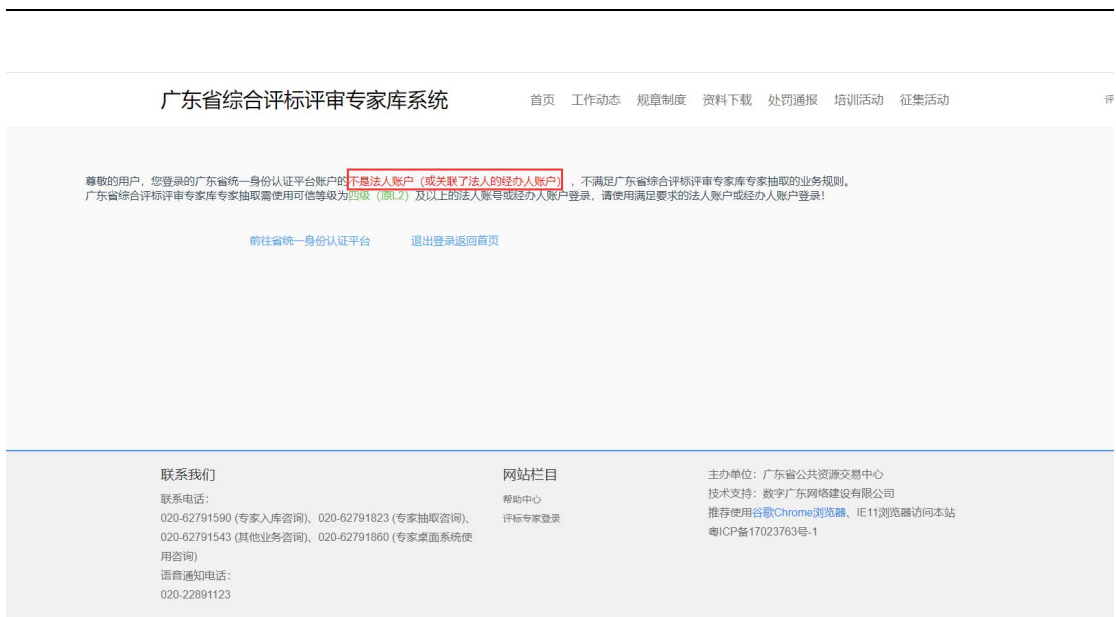 广东省综合评标评审专家库系统
首页 工作动态 规章制度 资料下载 处罚通报 培训活动 征集活动
评
尊敬的用户，您登录的广东省统一身份认证平台账户的不是法人账户（或关联了法人的经办人账户），不满足广东省综合评标评审专家库专家抽取的业务规则。
广东省综合评标评审专家库专家抽取需使用可信等级为四级（原L2）及以上的法人账号或经办人账户登录，请使用满足要求的法人账户或经办人账户登录！
前往省统一身份认证平台 退出登录返回首页
联系我们
联系电话：
020-62791590 (专家入库咨询)、020-62791823 (专家抽取咨询)、
020-62791543 (其他业务咨询)、020-62791860 (专家桌面系统使
用咨询)
语音通知电话：
020-22891123
网站栏目
帮助中心
评标专家登录
主办单位：广东省公共资源交易中心
技术支持：数字广东网络建设有限公司
推荐使用谷歌Chrome浏览器、IE11浏览器访问本站
粤ICP备17023763号-1